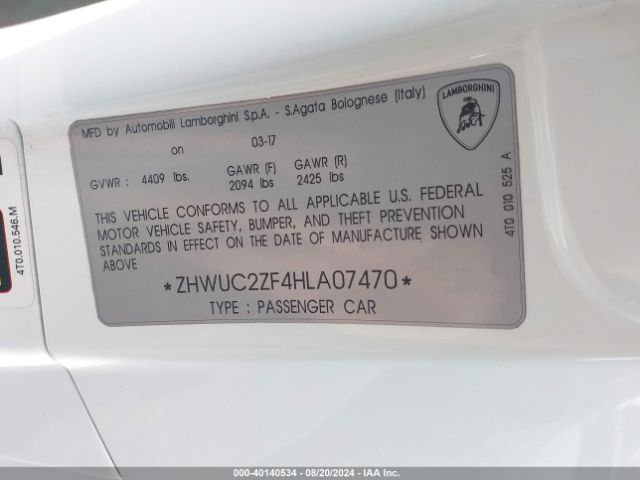 MFD by Automobili Lamborghini S.p.A. - S.Agata Bolognese (Italy)
LAMBORGHINI
on 03-17
GVWR : 4409 lbs. GAWR (F) GAWR (R)
2094 lbs 2425 lbs
THIS VEHICLE CONFORMS TO ALL APPLICABLE U.S. FEDERAL
MOTOR VEHICLE SAFETY, BUMPER, AND THEFT PREVENTION
STANDARDS IN EFFECT ON THE DATE OF MANUFACTURE SHOWN
ABOVE
*ZHWUC2ZF4HLA07470*
TYPE : PASSENGER CAR
4T0 010 525 A
4T0.010.546.M
000-40140534 - 08/20/2024 - IAAI.COM